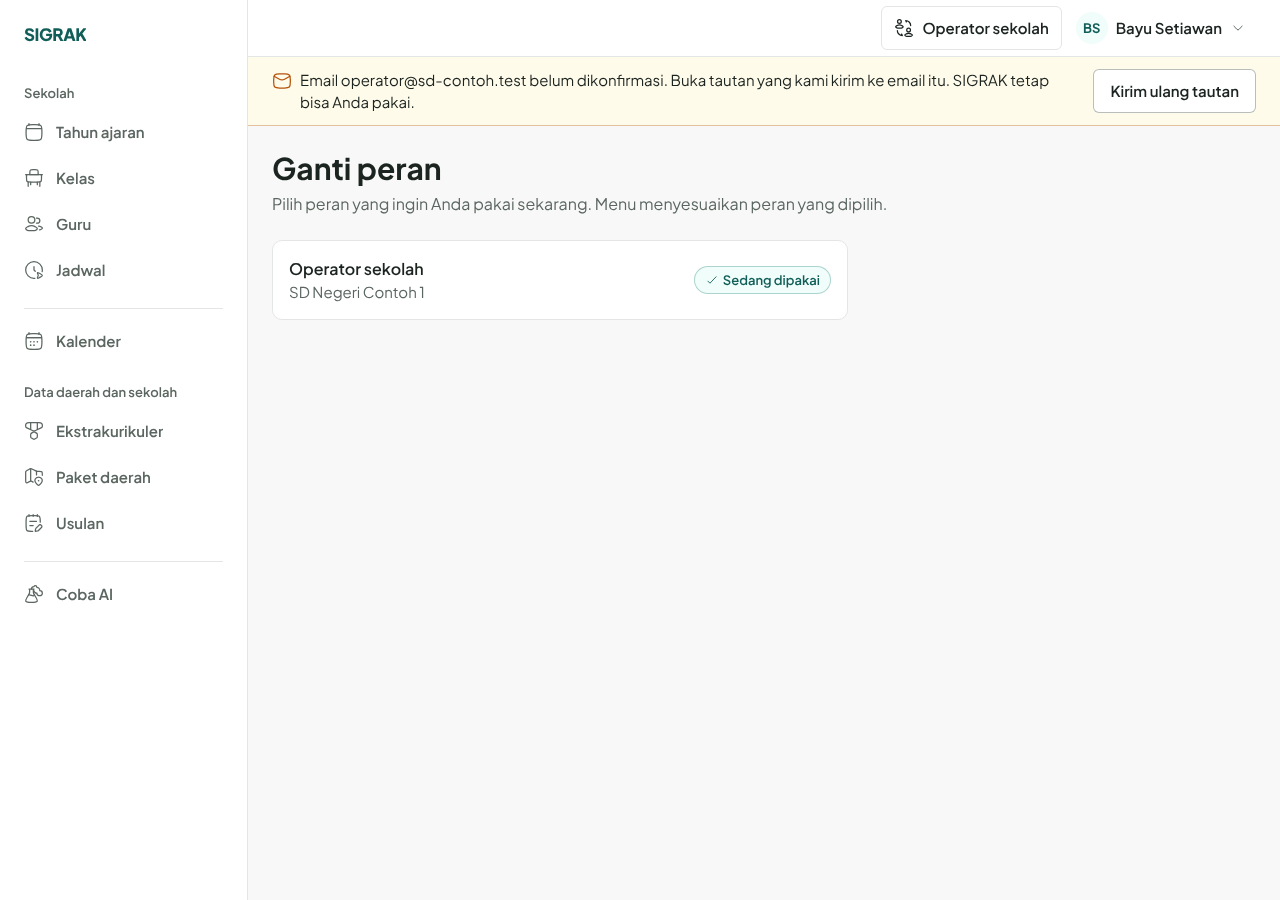 SIGRAK
Sekolah
Tahun ajaran
Kelas
Guru
Jadwal
Kalender
Data daerah dan sekolah
Ekstrakurikuler
Paket daerah
Usulan
Coba AI
Operator sekolah
BS Bayu Setiawan
Email operator@sd-contoh.test belum dikonfirmasi. Buka tautan yang kami kirim ke email itu. SIGRAK tetap
bisa Anda pakai.
Kirim ulang tautan
Ganti peran
Pilih peran yang ingin Anda pakai sekarang. Menu menyesuaikan peran yang dipilih.
Operator sekolah
SD Negeri Contoh 1
Sedang dipakai